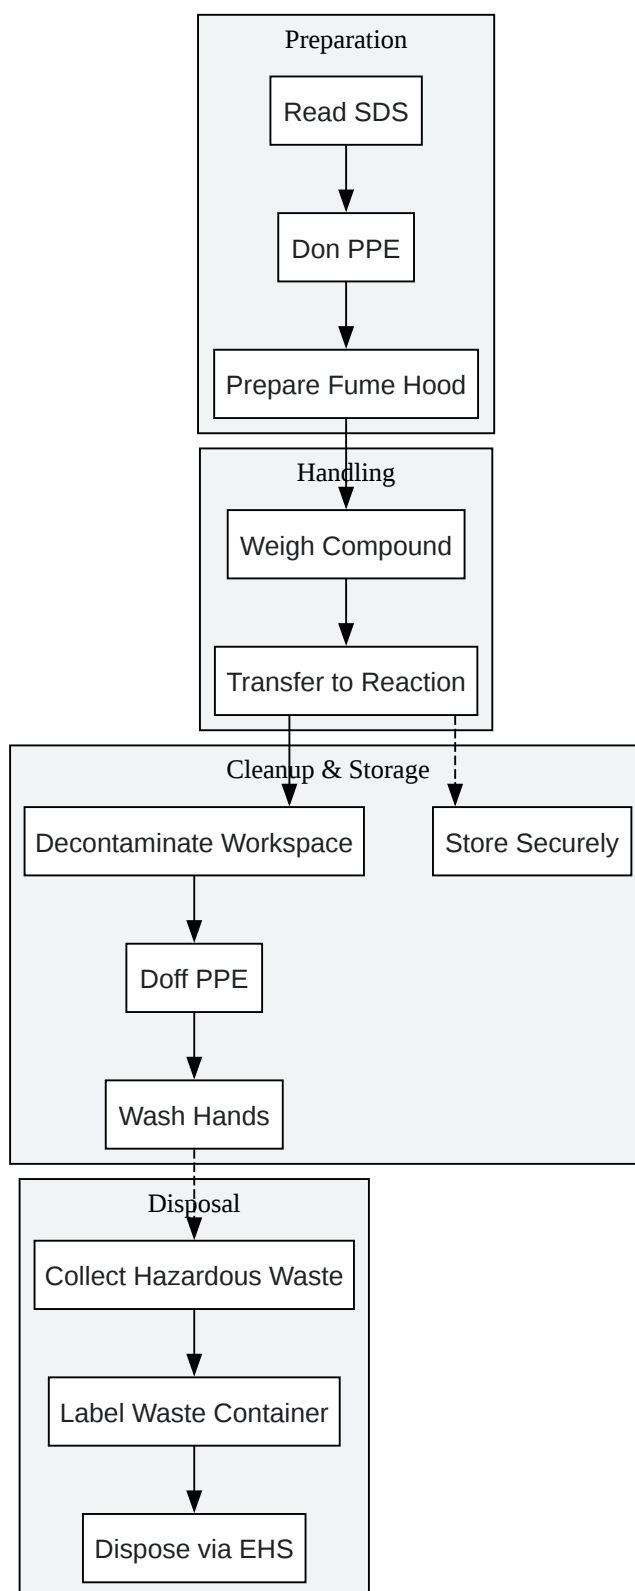 Preparation
Read SDS
Don PPE
Prepare Fume Hood
Handling
Weigh Compound
Transfer to Reaction
Cleanup & Storage
Decontaminate Workspace
Store Securely
Doff PPE
Wash Hands
Disposal
Collect Hazardous Waste
Label Waste Container
Dispose via EHS